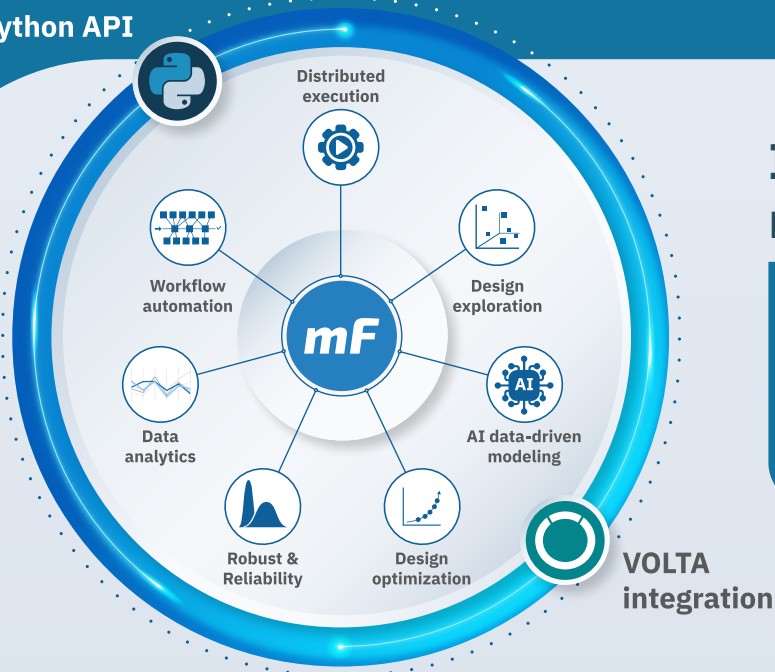 ython API
Distributed
execution
Workflow
automation
Design
exploration
mF
Data
analytics
AI
AI data-driven
modeling
Robust &
Reliability
Design
optimization
VOLTA
integration